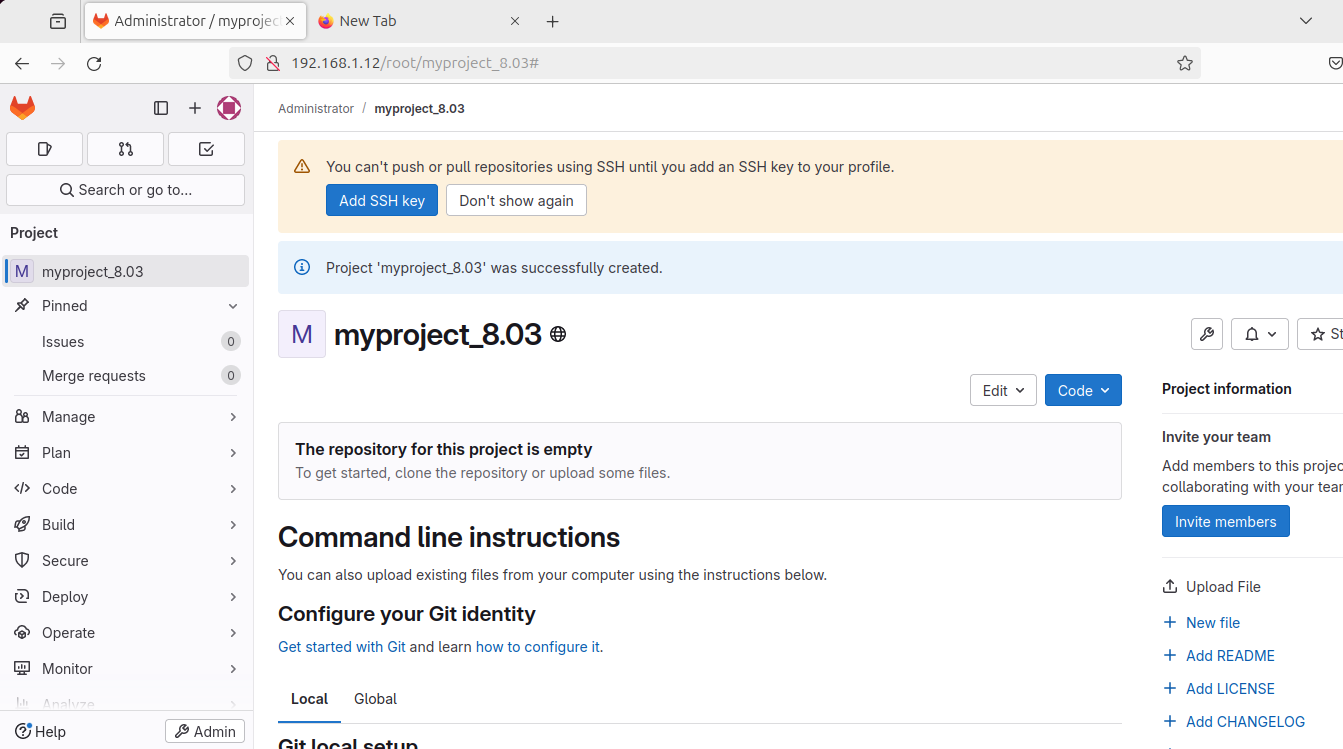 Administrator / myproject
New Tab
192.168.1.12/root/myproject_8.03#
Search or go to...
Project
M myproject_8.03
Pinned
Issues 0
Merge requests 0
Manage
Plan
Code
Build
Secure
Deploy
Operate
Monitor
Analyze
Help
Admin
Administrator / myproject_8.03
You can't push or pull repositories using SSH until you add an SSH key to your profile.
Add SSH key Don't show again
Project 'myproject_8.03' was successfully created.
M myproject_8.03
St
Edit Code
The repository for this project is empty
To get started, clone the repository or upload some files.
Command line instructions
You can also upload existing files from your computer using the instructions below.
Configure your Git identity
Get started with Git and learn how to configure it.
Local Global
Git local setup
Project information
Invite your team
Add members to this projec
collaborating with your tear
Invite members
Upload File
New file
Add README
Add LICENSE
Add CHANGELOG